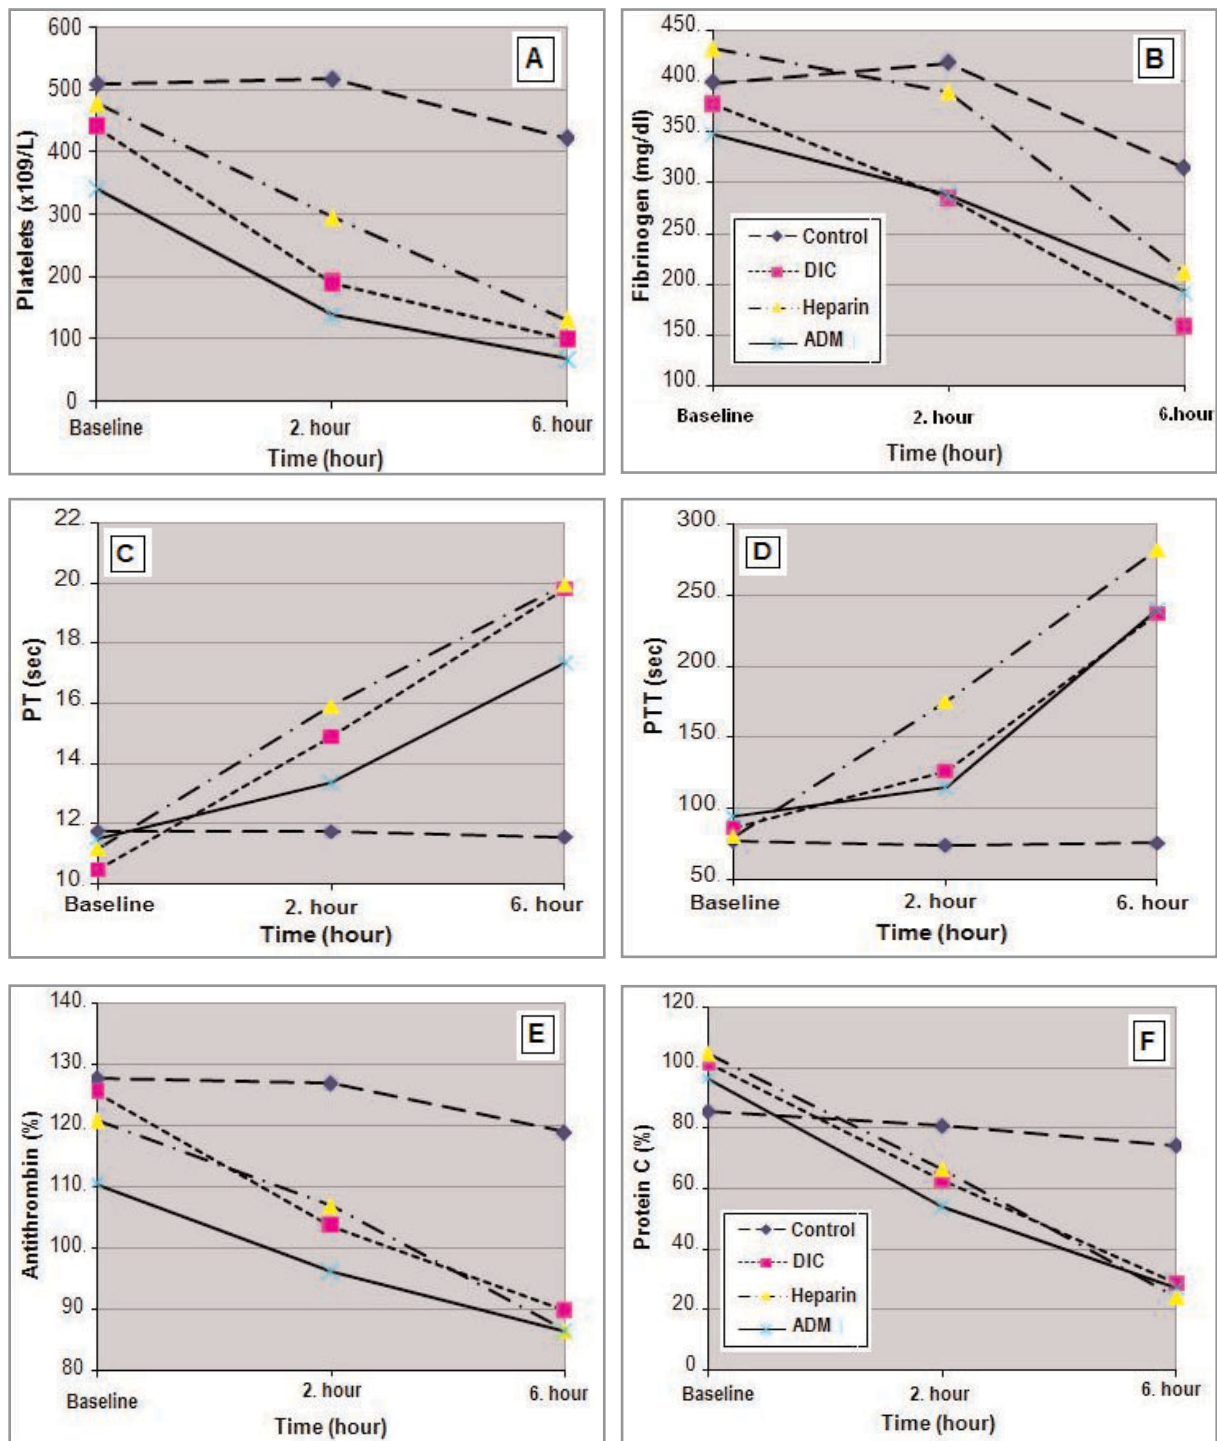 A
Platelets (x109/L)
600
500
400
300
200
100
0
Baseline
2. hour
6. hour
Time (hour)
B
Fibrinogen (mg/dl)
450.
400.
350.
300.
250.
200.
150.
100.
Control
DIC
Heparin
ADM
Baseline
2. hour
6.hour
Time (hour)
C
PT (sec)
22.
20.
18.
16.
14.
12.
10.
Baseline
2. hour
6. hour
Time (hour)
D
PTT (sec)
300.
250.
200.
150.
100.
50.
Baseline
2. hour
6. hour
Time (hour)
E
Antithrombin (%)
140.
130.
120.
110.
100.
90.
80
Baseline
2. hour
6. hour
Time (hour)
F
Protein C (%)
120.
100.
80.
60.
40.
20.
0.
Control
DIC
Heparin
ADM
Baseline
2. hour
6. hour
Time (hour)